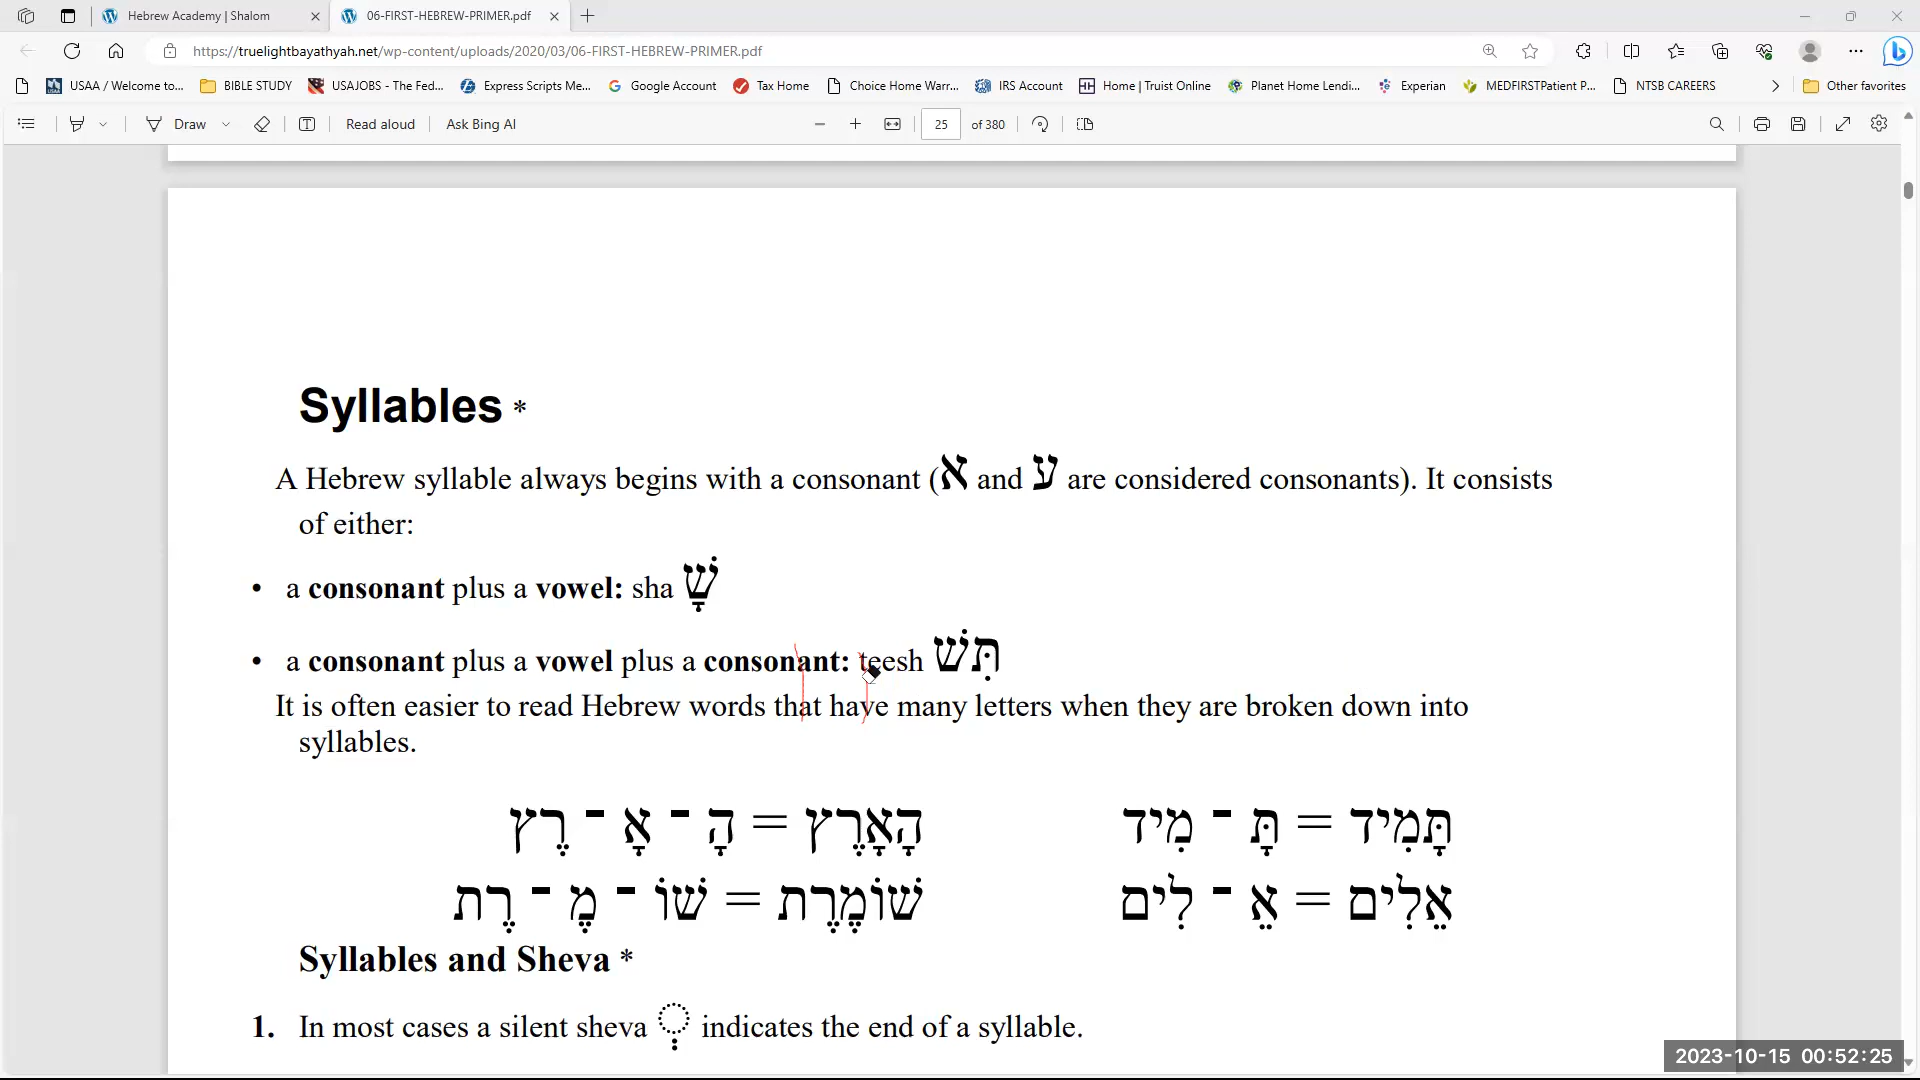 Hebrew Academy | Shalom
06-FIRST-HEBREW-PRIMER.pdf
https://truelightbayathyah.net/wp-content/uploads/2020/03/06-FIRST-HEBREW-PRIMER.pdf
USAA / Welcome to... BIBLE STUDY USAJOBS - The Fed... Express Scripts Me... Google Account Tax Home Choice Home Warr... IRS Account Home | Truist Online Planet Home Lendi... Experian MEDFIRSTPatient P... NTSB CAREERS Other favorites
Draw Read aloud Ask Bing AI 25 of 380
Syllables *
A Hebrew syllable always begins with a consonant (א and ע are considered consonants). It consists
of either:
• a consonant plus a vowel: sha שָׁ
• a consonant plus a vowel plus a consonant: teesh תִּשׁ
It is often easier to read Hebrew words that have many letters when they are broken down into
syllables.
תָּמִיד = תָּ - מִיד הָאָרֶץ = הָ - אָ - רֶץ
אֵלִים = אֵ - לִים שׁוֹמֶרֶת = שׁוֹ - מֶ - רֶת
Syllables and Sheva *
1. In most cases a silent sheva ְ indicates the end of a syllable.
2023-10-15 00:52:25